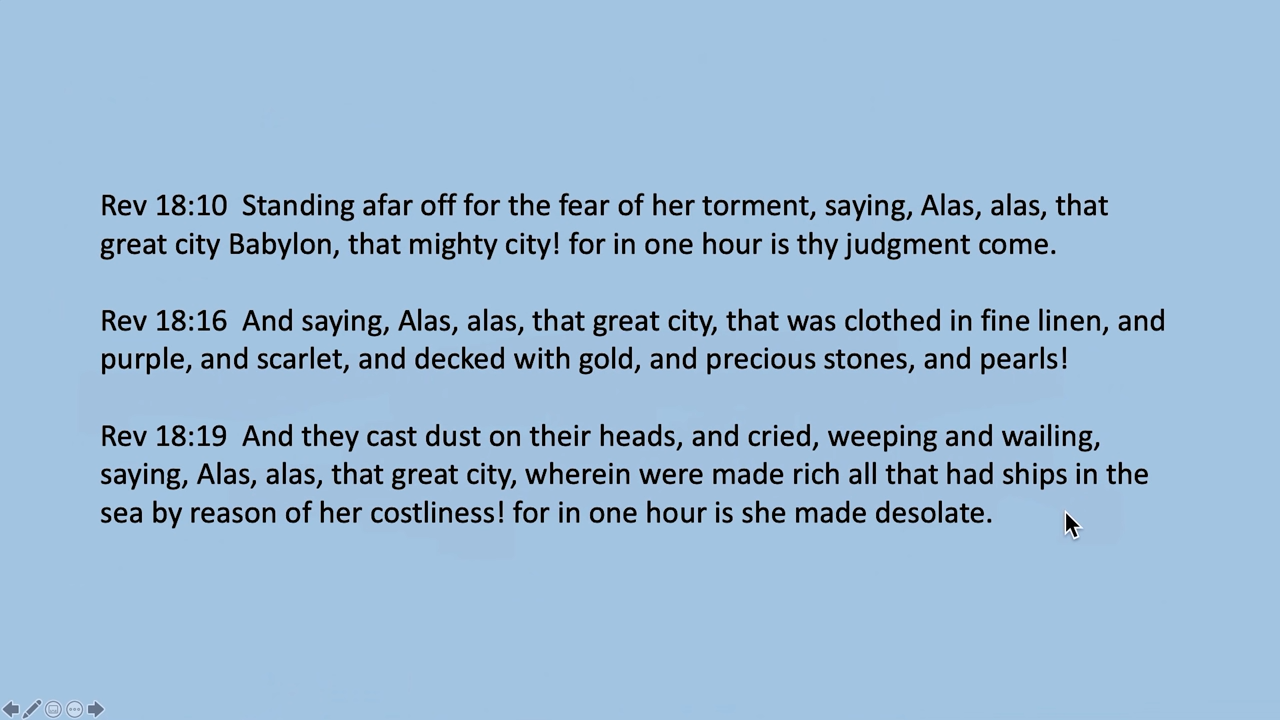 Rev 18:10  Standing afar off for the fear of her torment, saying, Alas, alas, that
great city Babylon, that mighty city! for in one hour is thy judgment come.
Rev 18:16  And saying, Alas, alas, that great city, that was clothed in fine linen, and
purple, and scarlet, and decked with gold, and precious stones, and pearls!
Rev 18:19  And they cast dust on their heads, and cried, weeping and wailing,
saying, Alas, alas, that great city, wherein were made rich all that had ships in the
sea by reason of her costliness! for in one hour is she made desolate.